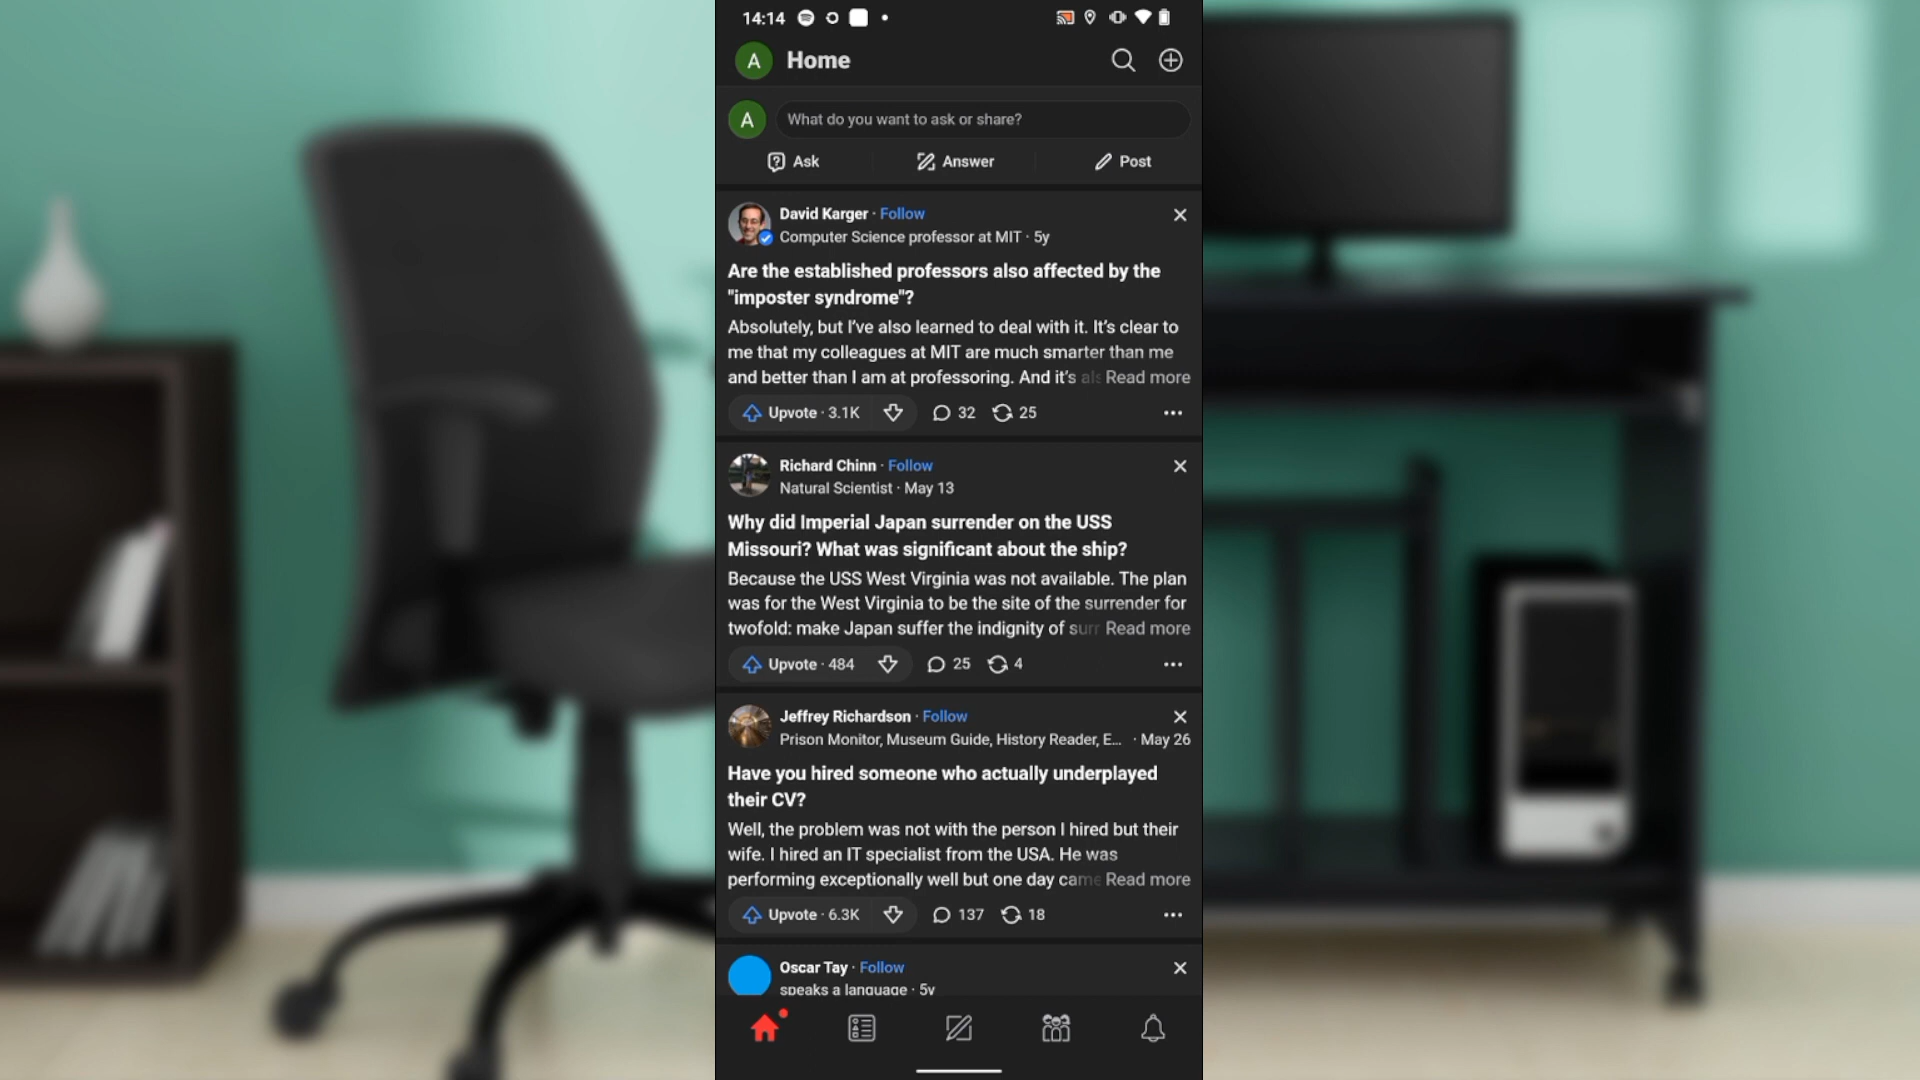 14:14
A Home
A What do you want to ask or share?
Ask Answer Post
David Karger · Follow
Computer Science professor at MIT · 5y
Are the established professors also affected by the
"imposter syndrome"?
Absolutely, but I've also learned to deal with it. It's clear to
me that my colleagues at MIT are much smarter than me
and better than I am at professoring. And it's Read more
Upvote · 3.1K 32 25
Richard Chinn · Follow
Natural Scientist · May 13
Why did Imperial Japan surrender on the USS
Missouri? What was significant about the ship?
Because the USS West Virginia was not available. The plan
was for the West Virginia to be the site of the surrender for
twofold: make Japan suffer the indignity of Read more
Upvote · 484 25 4
Jeffrey Richardson · Follow
Prison Monitor, Museum Guide, History Reader, E... · May 26
Have you hired someone who actually underplayed
their CV?
Well, the problem was not with the person I hired but their
wife. I hired an IT specialist from the USA. He was
performing exceptionally well but one day came Read more
Upvote · 6.3K 137 18
Oscar Tay · Follow
speaks a language · 5y